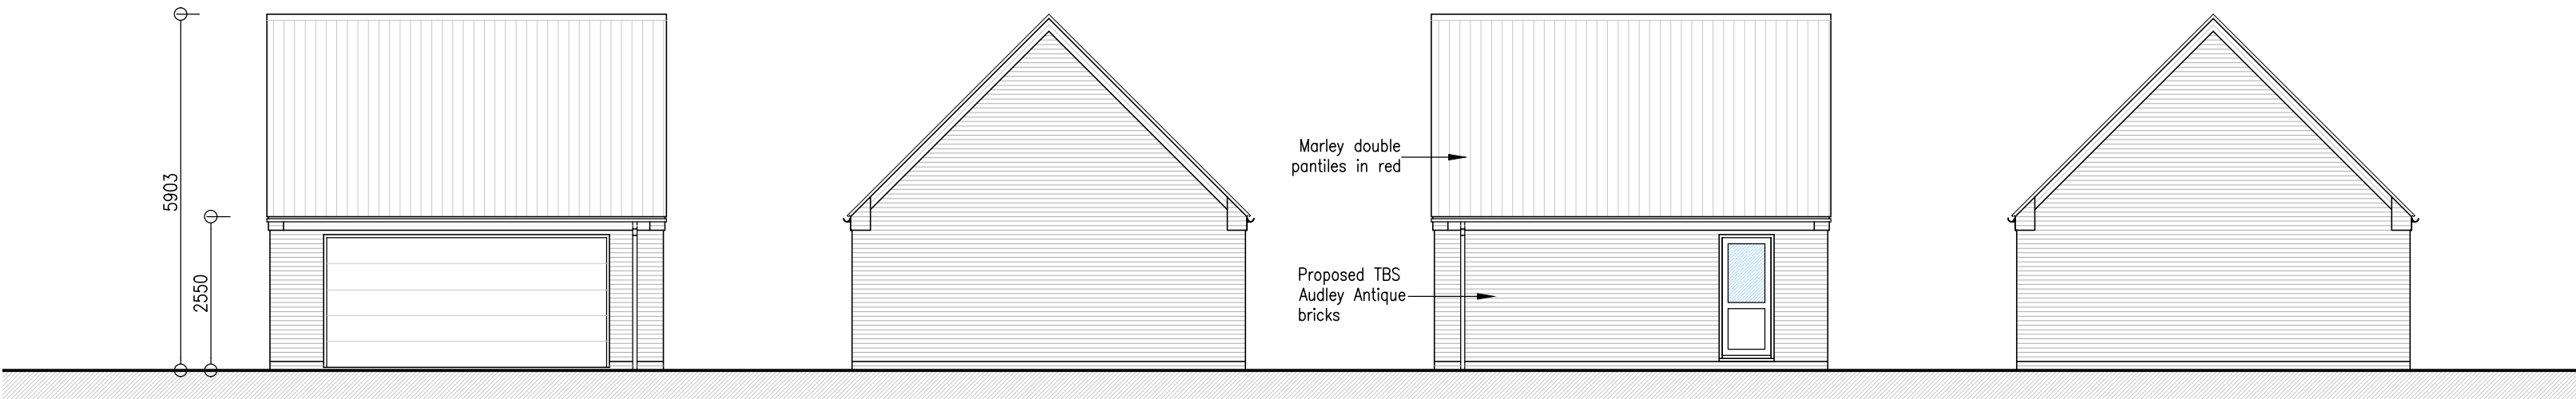 5903
2550
Marley double
pantiles in red
Proposed TBS
Audley Antique
bricks